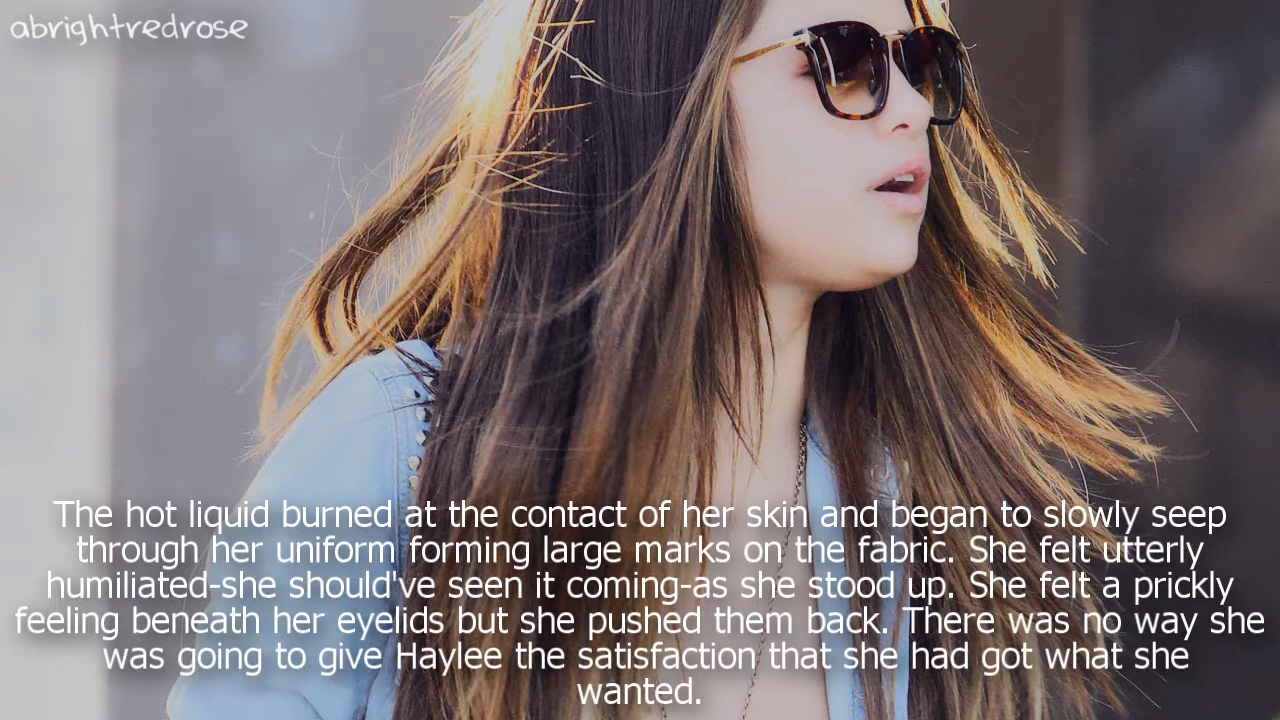 abrightredrose
The hot liquid burned at the contact of her skin and began to slowly seep
through her uniform forming large marks on the fabric. She felt utterly
humiliated-she should've seen it coming-as she stood up. She felt a prickly
feeling beneath her eyelids but she pushed them back. There was no way she
was going to give Haylee the satisfaction that she had got what she
wanted.